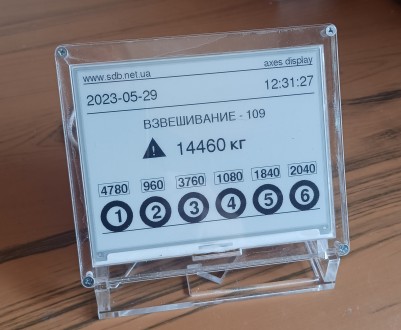 www.sdb.net.ua axes display
2023-05-29 12:31:27
ВЗВЕШИВАНИЕ - 109
14460 кг
4780 960 3760 1080 1840 2040
1 2 3 4 5 6